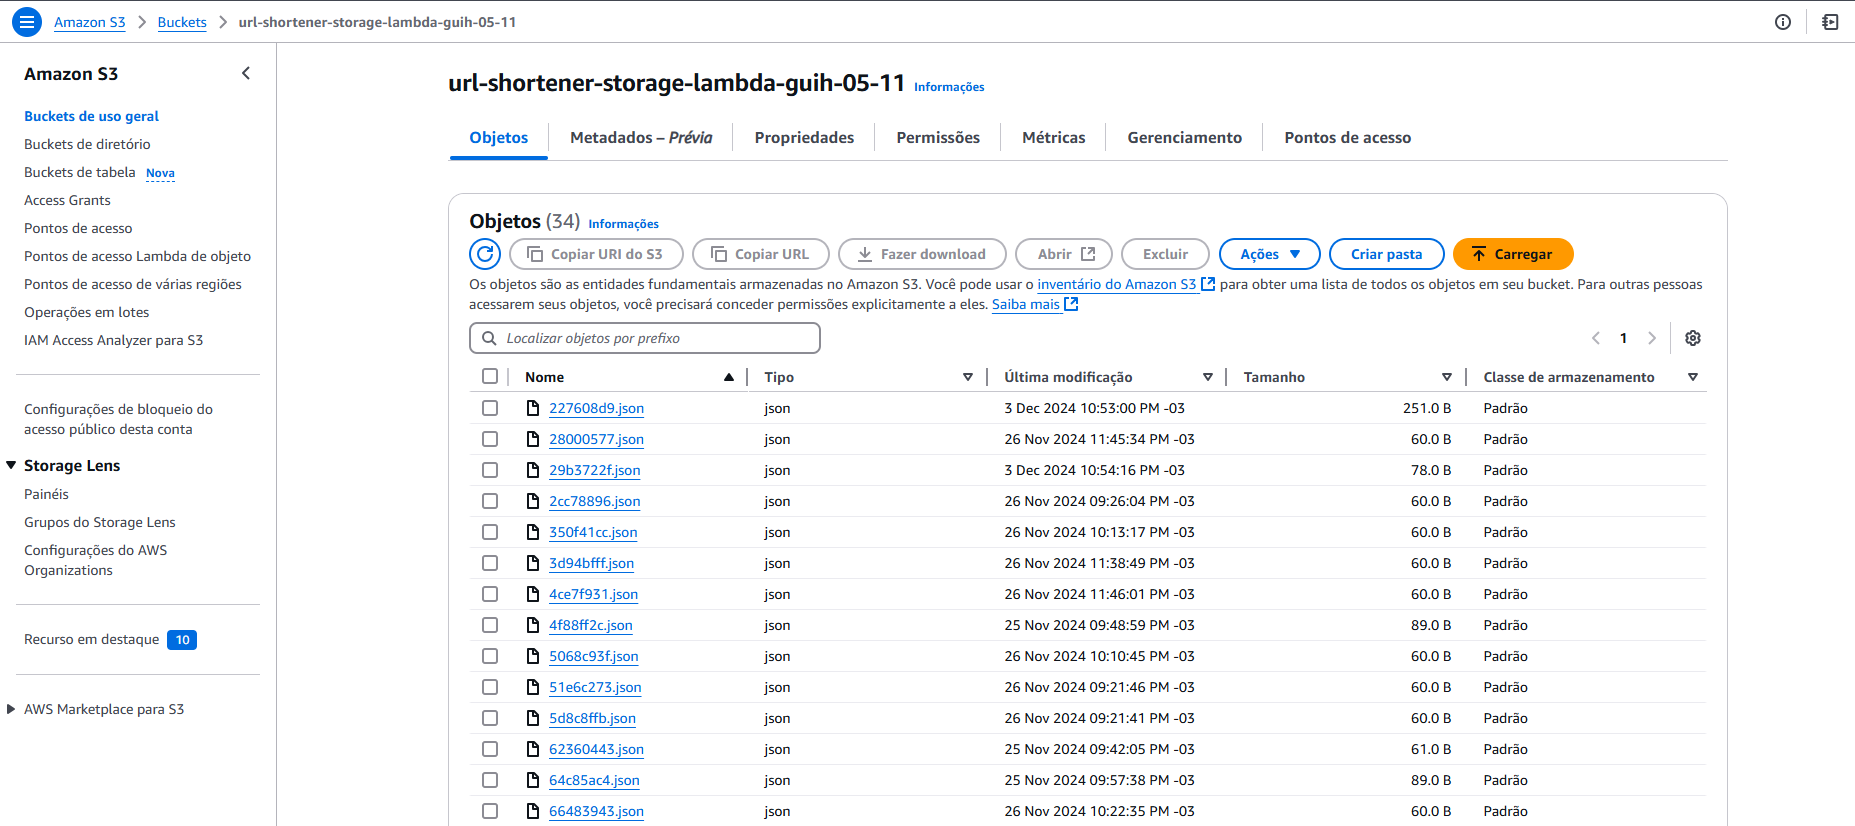 Amazon S3 > Buckets > url-shortener-storage-lambda-guih-05-11
Amazon S3
Buckets de uso geral
Buckets de diretório
Buckets de tabela Nova
Access Grants
Pontos de acesso
Pontos de acesso Lambda de objeto
Pontos de acesso de várias regiões
Operações em lotes
IAM Access Analyzer para S3
Configurações de bloqueio do
acesso público desta conta
Storage Lens
Painéis
Grupos do Storage Lens
Configurações do AWS
Organizations
Recurso em destaque 10
AWS Marketplace para S3
url-shortener-storage-lambda-guih-05-11 Informações
Objetos Metadados – Prévia Propriedades Permissões Métricas Gerenciamento Pontos de acesso
Objetos (34) Informações
Copiar URI do S3 Copiar URL Fazer download Abrir Excluir Ações Criar pasta Carregar
Os objetos são as entidades fundamentais armazenadas no Amazon S3. Você pode usar o inventário do Amazon S3 para obter uma lista de todos os objetos em seu bucket. Para outras pessoas
acessarem seus objetos, você precisará conceder permissões explicitamente a eles. Saiba mais
Localizar objetos por prefixo
1
Nome Tipo Última modificação Tamanho Classe de armazenamento
227608d9.json json 3 Dec 2024 10:53:00 PM -03 251.0 B Padrão
28000577.json json 26 Nov 2024 11:45:34 PM -03 60.0 B Padrão
29b3722f.json json 3 Dec 2024 10:54:16 PM -03 78.0 B Padrão
2cc78896.json json 26 Nov 2024 09:26:04 PM -03 60.0 B Padrão
350f41cc.json json 26 Nov 2024 10:13:17 PM -03 60.0 B Padrão
3d94bfff.json json 26 Nov 2024 11:38:49 PM -03 60.0 B Padrão
4ce7f931.json json 26 Nov 2024 11:46:01 PM -03 60.0 B Padrão
4f88ff2c.json json 25 Nov 2024 09:48:59 PM -03 89.0 B Padrão
5068c93f.json json 26 Nov 2024 10:10:45 PM -03 60.0 B Padrão
51e6c273.json json 26 Nov 2024 09:21:46 PM -03 60.0 B Padrão
5d8c8ffb.json json 26 Nov 2024 09:21:41 PM -03 60.0 B Padrão
62360443.json json 25 Nov 2024 09:42:05 PM -03 61.0 B Padrão
64c85ac4.json json 25 Nov 2024 09:57:38 PM -03 89.0 B Padrão
66483943.json json 26 Nov 2024 10:22:35 PM -03 60.0 B Padrão